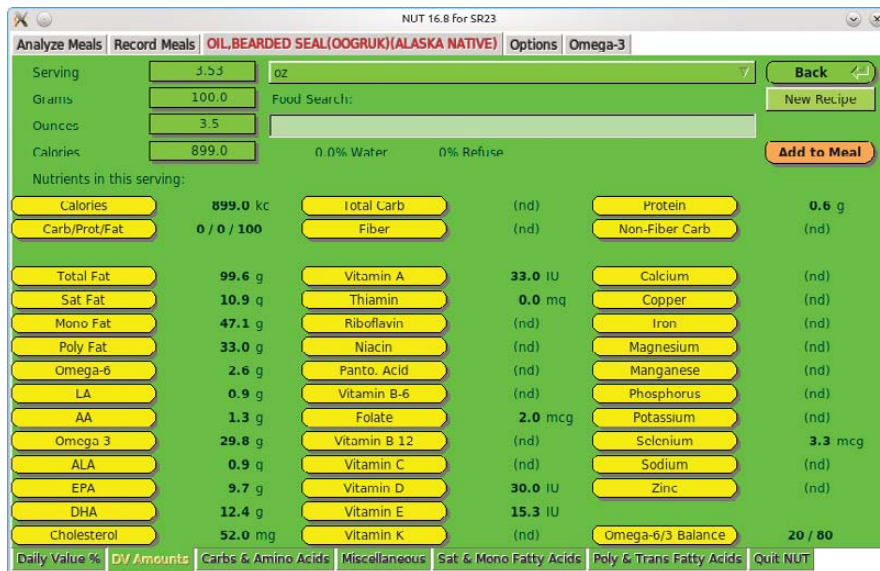 NUT 16.8 for SR23
Analyze Meals Record Meals OIL,BEARDED SEAL(OOGRUK)(ALASKA NATIVE) Options Omega-3
Serving 3.53 oz Back
Grams 100.0 Food Search: New Recipe
Ounces 3.5
Calories 899.0 0.0% Water 0% Refuse Add to Meal
Nutrients in this serving:
Calories 899.0 kc Total Carb (nd) Protein 0.6 g
Carb/Prot/Fat 0 / 0 / 100 Fiber (nd) Non-Fiber Carb (nd)
Total Fat 99.6 g Vitamin A 33.0 IU Calcium (nd)
Sat Fat 10.9 g Thiamin 0.0 mg Copper (nd)
Mono Fat 47.1 g Riboflavin (nd) Iron (nd)
Poly Fat 33.0 g Niacin (nd) Magnesium (nd)
Omega-6 2.6 g Panto. Acid (nd) Manganese (nd)
LA 0.9 g Vitamin B-6 (nd) Phosphorus (nd)
AA 1.3 g Folate 2.0 mcg Potassium (nd)
Omega 3 29.8 g Vitamin B 12 (nd) Selenium 3.3 mcg
ALA 0.9 g Vitamin C (nd) Sodium (nd)
EPA 9.7 g Vitamin D 30.0 IU Zinc (nd)
DHA 12.4 g Vitamin E 15.3 IU
Cholesterol 52.0 mg Vitamin K (nd) Omega-6/3 Balance 20 / 80
Daily Value % DV Amounts Carbs & Amino Acids Miscellaneous Sat & Mono Fatty Acids Poly & Trans Fatty Acids Quit NUT